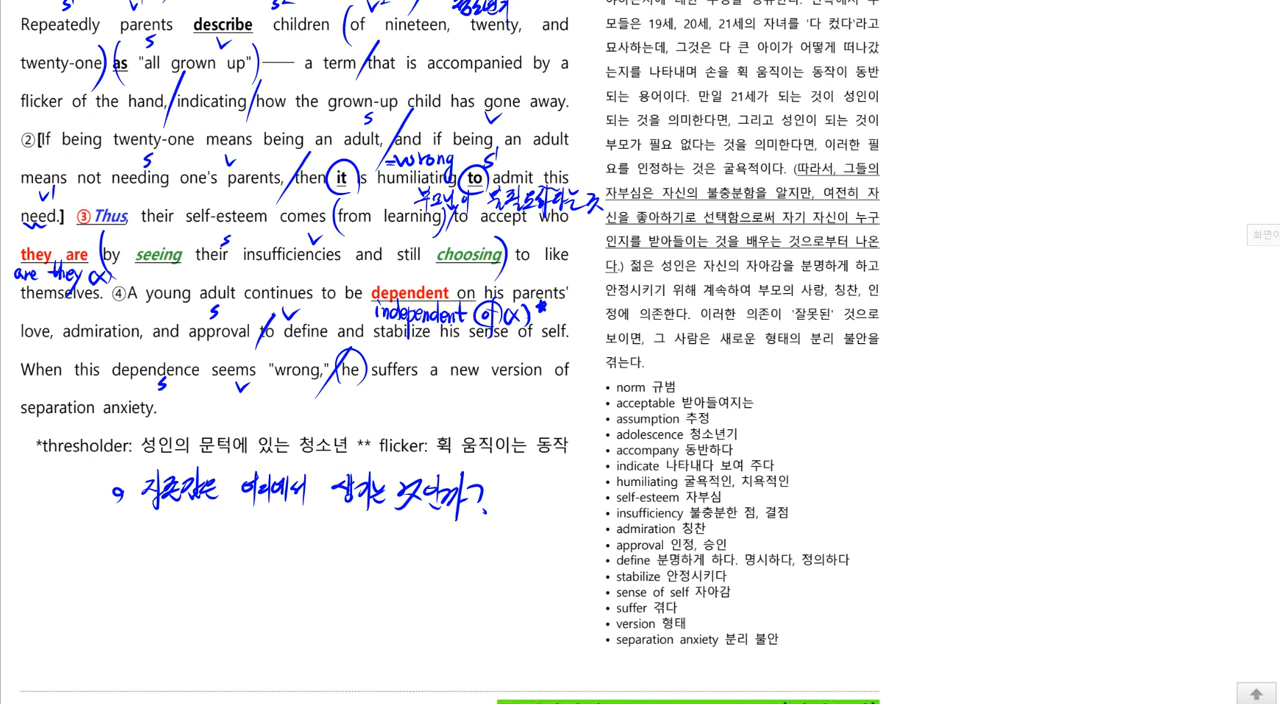 Repeatedly parents describe children (of nineteen, twenty, and
twenty-one) (as "all grown up") — a term that is accompanied by a
flicker of the hand, indicating how the grown-up child has gone away.
②[If being twenty-one means being an adult, and if being an adult
=wrong
means not needing one's parents, then it is humiliating to admit this
부모님이
need.] ③Thus, their self-esteem comes (from learning) to accept who
they are (by seeing their insufficiencies and still choosing) to like
are they (x)
themselves. ④A young adult continues to be dependent on his parents'
independent of (x) *
love, admiration, and approval to define and stabilize his sense of self.
When this dependence seems "wrong," he suffers a new version of
separation anxiety.
*thresholder: 성인의 문턱에 있는 청소년 ** flicker: 획 움직이는 동작
자존감은 어디에서 생기는 것인가?
모들은 19세, 20세, 21세의 자녀를 '다 컸다'라고
묘사하는데, 그것은 다 큰 아이가 어떻게 떠나갔
는지를 나타내며 손을 획 움직이는 동작이 동반
되는 용어이다. 만일 21세가 되는 것이 성인이
되는 것을 의미한다면, 그리고 성인이 되는 것이
부모가 필요 없다는 것을 의미한다면, 이러한 필
요를 인정하는 것은 굴욕적이다. (따라서, 그들의
자부심은 자신의 불충분함을 알지만, 여전히 자
신을 좋아하기로 선택함으로써 자기 자신이 누구
인지를 받아들이는 것을 배우는 것으로부터 나온
다.) 젊은 성인은 자신의 자아감을 분명하게 하고
안정시키기 위해 계속하여 부모의 사랑, 칭찬, 인
정에 의존한다. 이러한 의존이 '잘못된' 것으로
보이면, 그 사람은 새로운 형태의 분리 불안을
겪는다.
• norm 규범
• acceptable 받아들여지는
• assumption 추정
• adolescence 청소년기
• accompany 동반하다
• indicate 나타내다 보여 주다
• humiliating 굴욕적인, 치욕적인
• self-esteem 자부심
• insufficiency 불충분한 점, 결점
• admiration 칭찬
• approval 인정, 승인
• define 분명하게 하다. 명시하다, 정의하다
• stabilize 안정시키다
• sense of self 자아감
• suffer 겪다
• version 형태
• separation anxiety 분리 불안